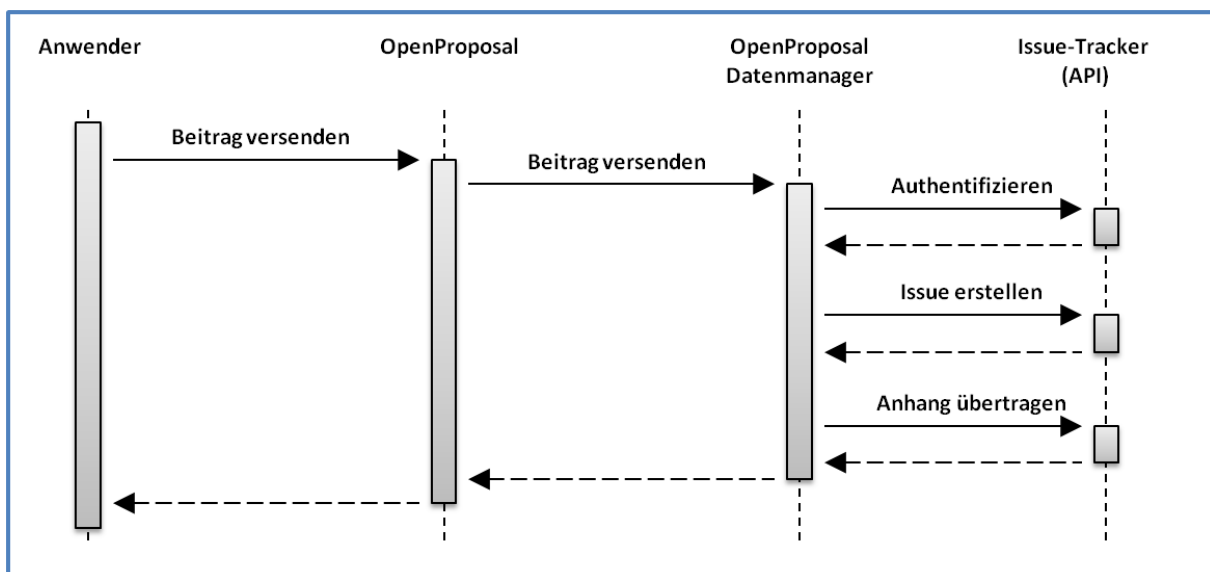 Anwender
OpenProposal
OpenProposal
Datenmanager
Issue-Tracker
(API)
Beitrag versenden
Beitrag versenden
Authentifizieren
Issue erstellen
Anhang übertragen